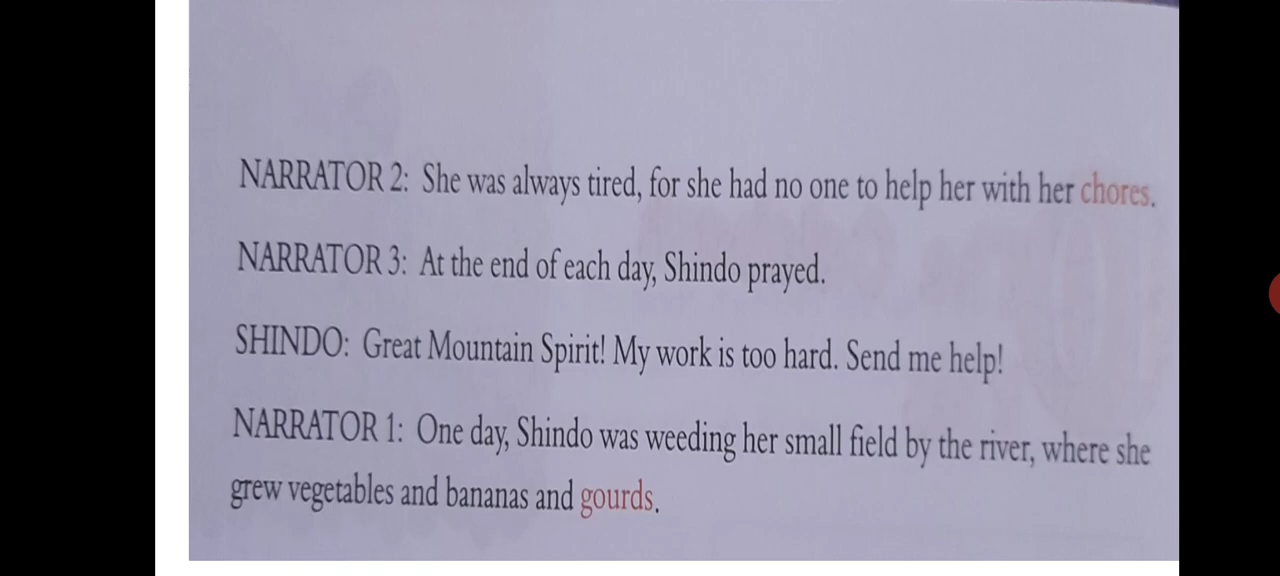 NARRATOR 2: She was always tired, for she had no one to help her with her chores.
NARRATOR 3: At the end of each day, Shindo prayed.
SHINDO: Great Mountain Spirit! My work is too hard. Send me help!
NARRATOR 1: One day, Shindo was weeding her small field by the river, where she
grew vegetables and bananas and gourds.